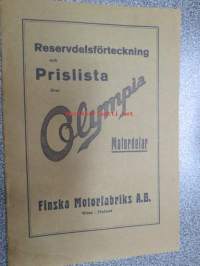 Reservdelsförteckning
och
Prislista
över
Olympia
Motordelar
Finska Motorfabriks A.B.